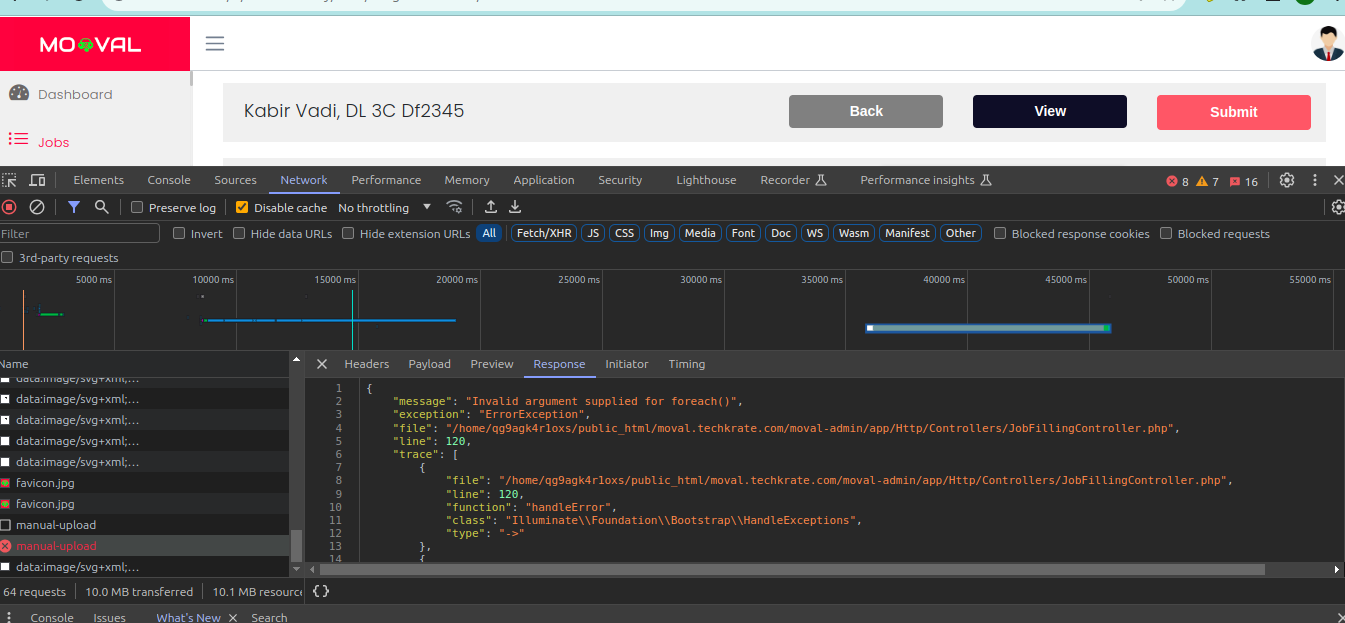 MOVAL
Dashboard
Jobs
Kabir Vadi, DL 3C Df2345
Back
View
Submit
Elements
Console
Sources
Network
Performance
Memory
Application
Security
Lighthouse
Recorder
Performance insights
8
7
16
Preserve log
Disable cache
No throttling
Filter
Invert
Hide data URLs
Hide extension URLs
All
Fetch/XHR
JS
CSS
Img
Media
Font
Doc
WS
Wasm
Manifest
Other
Blocked response cookies
Blocked requests
3rd-party requests
5000 ms
10000 ms
15000 ms
20000 ms
25000 ms
30000 ms
35000 ms
40000 ms
45000 ms
50000 ms
55000 ms
Name
data:image/svg+xml;…
data:image/svg+xml;…
data:image/svg+xml;…
data:image/svg+xml;…
data:image/svg+xml;…
favicon.jpg
favicon.jpg
manual-upload
manual-upload
data:image/svg+xml;…
64 requests
10.0 MB transferred
10.1 MB resourc
Headers
Payload
Preview
Response
Initiator
Timing
1 {
2 "message": "Invalid argument supplied for foreach()",
3 "exception": "ErrorException",
4 "file": "/home/qg9agk4r1oxs/public_html/moval.techkrate.com/moval-admin/app/Http/Controllers/JobFillingController.php",
5 "line": 120,
6 "trace": [
7 {
8 "file": "/home/qg9agk4r1oxs/public_html/moval.techkrate.com/moval-admin/app/Http/Controllers/JobFillingController.php",
9 "line": 120,
10 "function": "handleError",
11 "class": "Illuminate\\Foundation\\Bootstrap\\HandleExceptions",
12 "type": "->"
13 },
14 {
{}
Console
Issues
What's New
Search